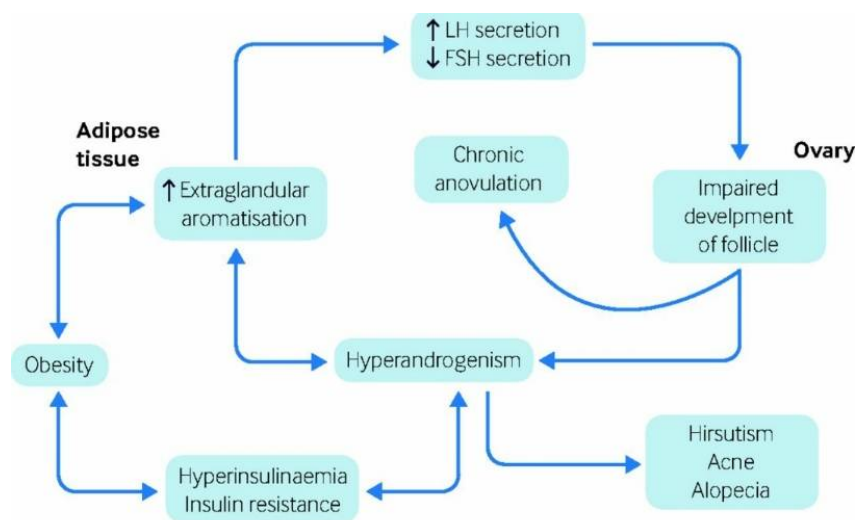 ↑ LH secretion
↓ FSH secretion
Adipose
tissue
Ovary
Chronic
anovulation
↑ Extraglandular
aromatisation
Impaired
develpment
of follicle
Obesity
Hyperandrogenism
Hirsutism
Acne
Alopecia
Hyperinsulinaemia
Insulin resistance